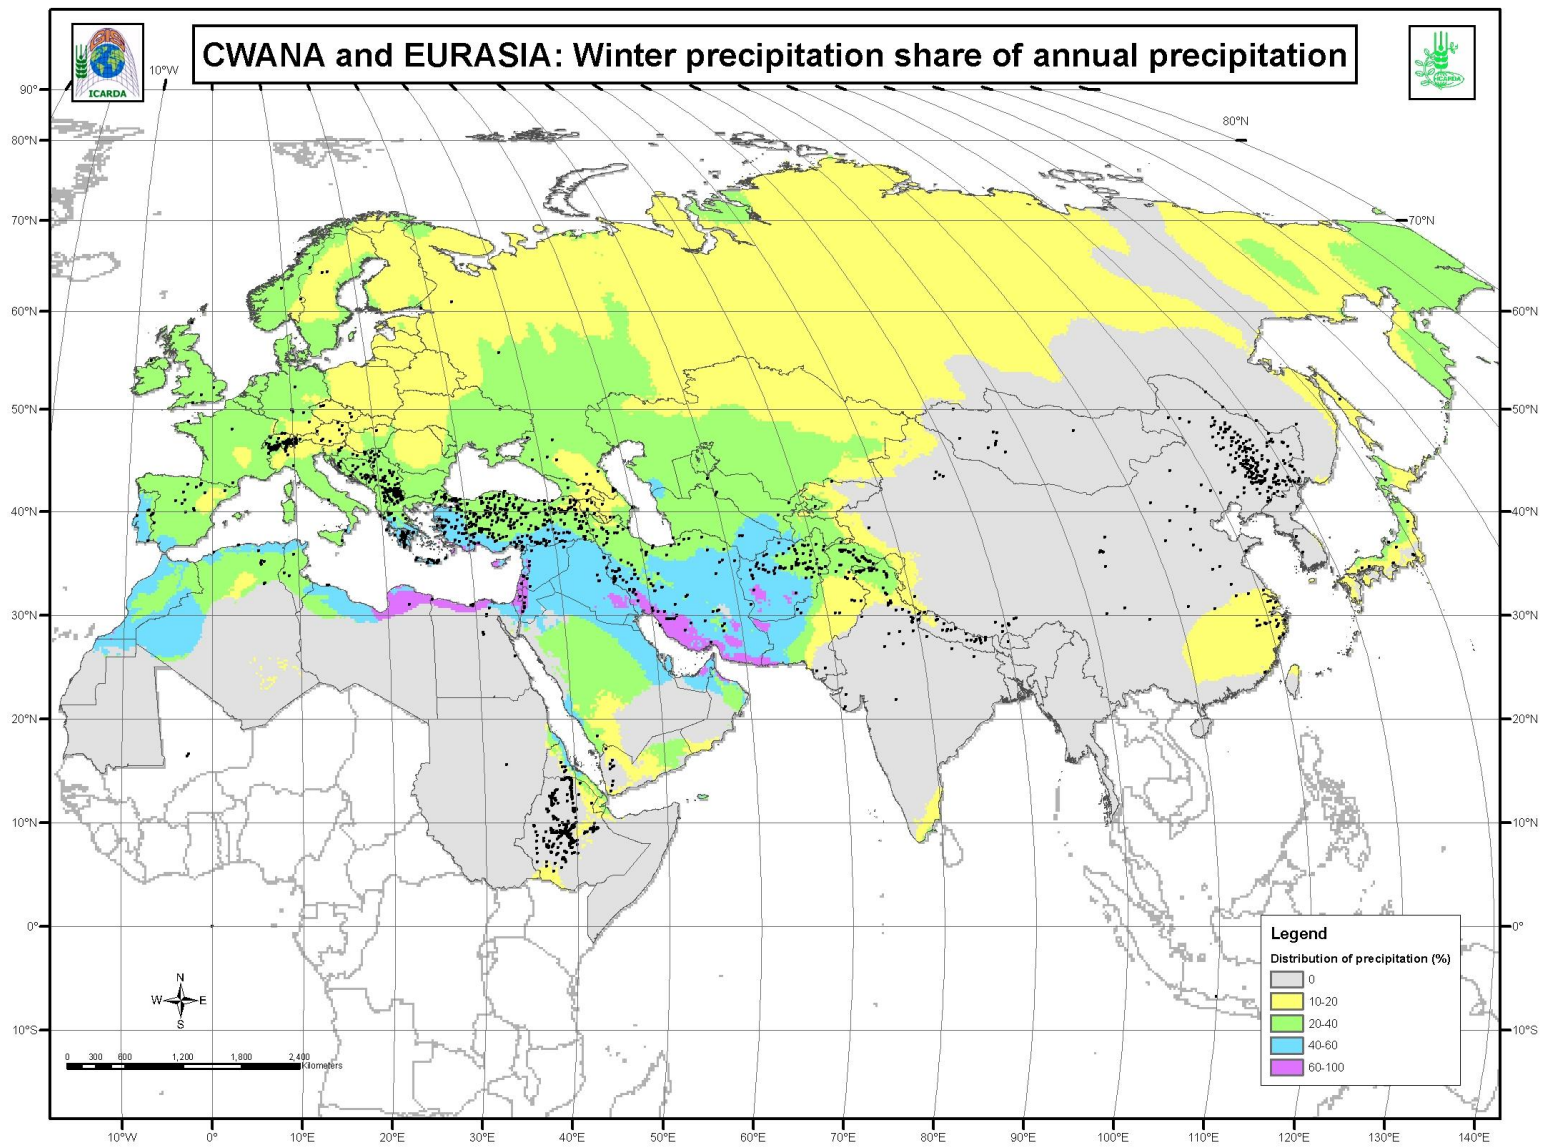 CWANA and EURASIA: Winter precipitation share of annual precipitation
ICARDA
ICARDA
10°W
80°N
90°
80°N
70°N
70°N
60°N
60°N
50°N
50°N
40°N
40°N
30°N
30°N
20°N
20°N
10°N
10°N
0°
0°
10°S
10°S
Legend
Distribution of precipitation (%)
0
10-20
20-40
40-60
60-100
N
W
E
S
0 300 600 1,200 1,800 2,400
Kilometers
10°W 0° 10°E 20°E 30°E 40°E 50°E 60°E 70°E 80°E 90°E 100°E 110°E 120°E 130°E 140°E